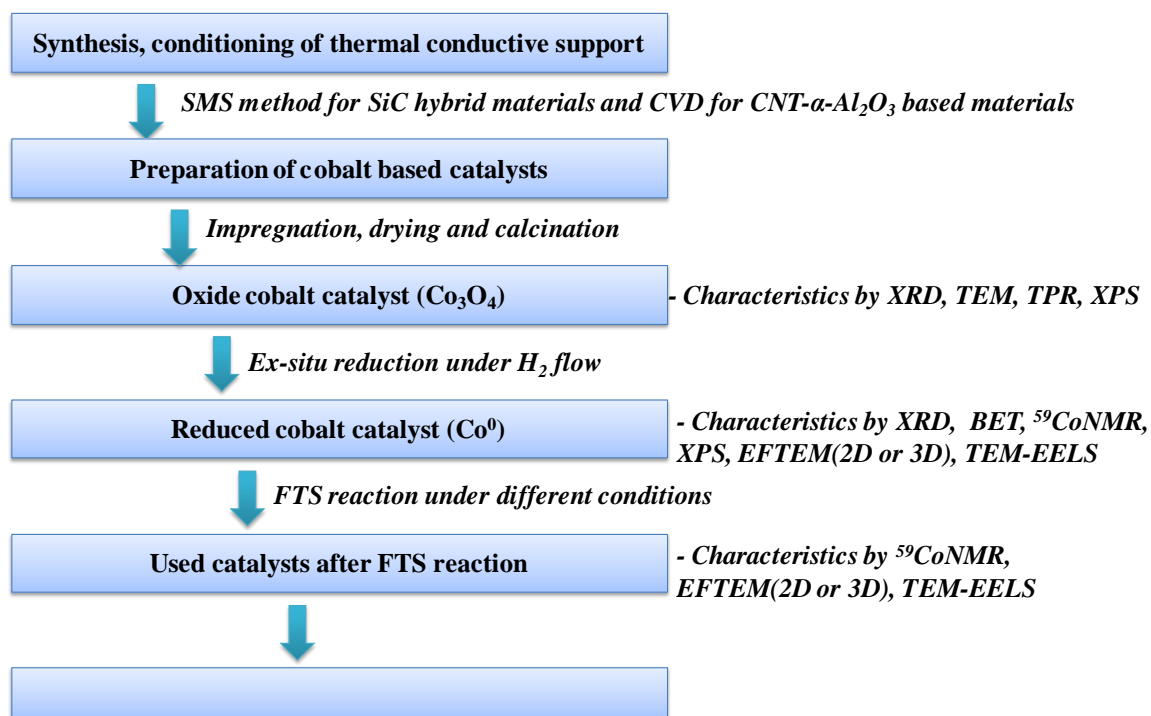 Synthesis, conditioning of thermal conductive support
SMS method for SiC hybrid materials and CVD for CNT-α-Al₂O₃ based materials
Preparation of cobalt based catalysts
Impregnation, drying and calcination
Oxide cobalt catalyst (Co₃O₄)
- Characteristics by XRD, TEM, TPR, XPS
Ex-situ reduction under H₂ flow
Reduced cobalt catalyst (Co⁰)
- Characteristics by XRD, BET, ⁵⁹CoNMR,
XPS, EFTEM(2D or 3D), TEM-EELS
FTS reaction under different conditions
Used catalysts after FTS reaction
- Characteristics by ⁵⁹CoNMR,
EFTEM(2D or 3D), TEM-EELS